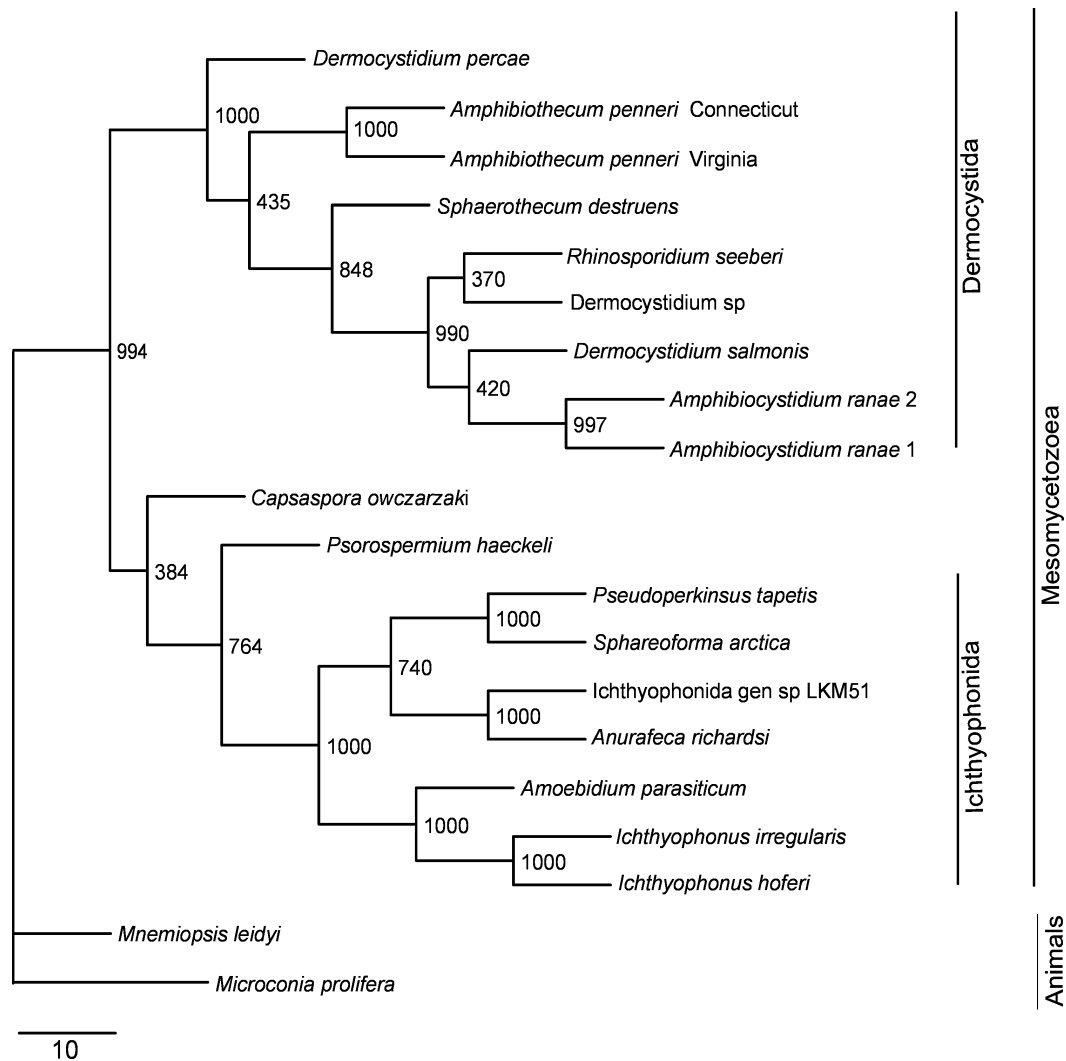 Dermocystidium percae
1000
Amphibiothecum penneri Connecticut
1000
Amphibiothecum penneri Virginia
435
Sphaerothecum destruens
848
Rhinosporidium seeberi
370
Dermocystidium sp
990
Dermocystidium salmonis
420
Amphibiocystidium ranae 2
997
Amphibiocystidium ranae 1
994
Capsaspora owczarzaki
384
Psorospermium haeckeli
764
Pseudoperkinsus tapetis
1000
Sphareoforma arctica
740
Ichthyophonida gen sp LKM51
1000
Anurafeca richardsi
1000
Amoebidium parasiticum
1000
Ichthyophonus irregularis
1000
Ichthyophonus hoferi
Mnemiopsis leidyi
Microconia prolifera
10
Dermocystida
Ichthyophonida
Mesomycetozoea
Animals